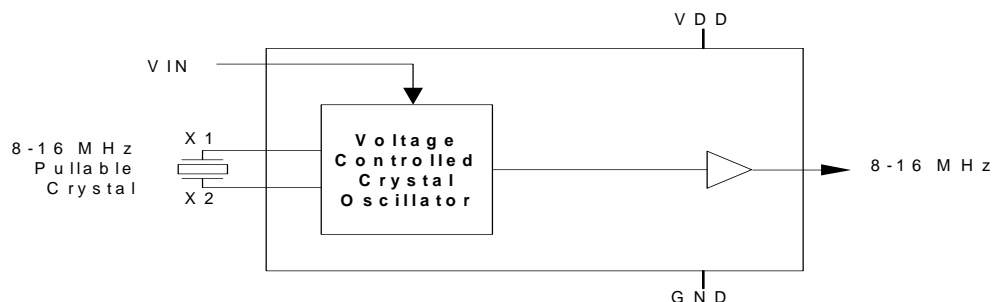 VDD
VIN
8-16 MHz
Pullable
Crystal
X1
X2
Voltage
Controlled
Crystal
Oscillator
8-16 MHz
GND